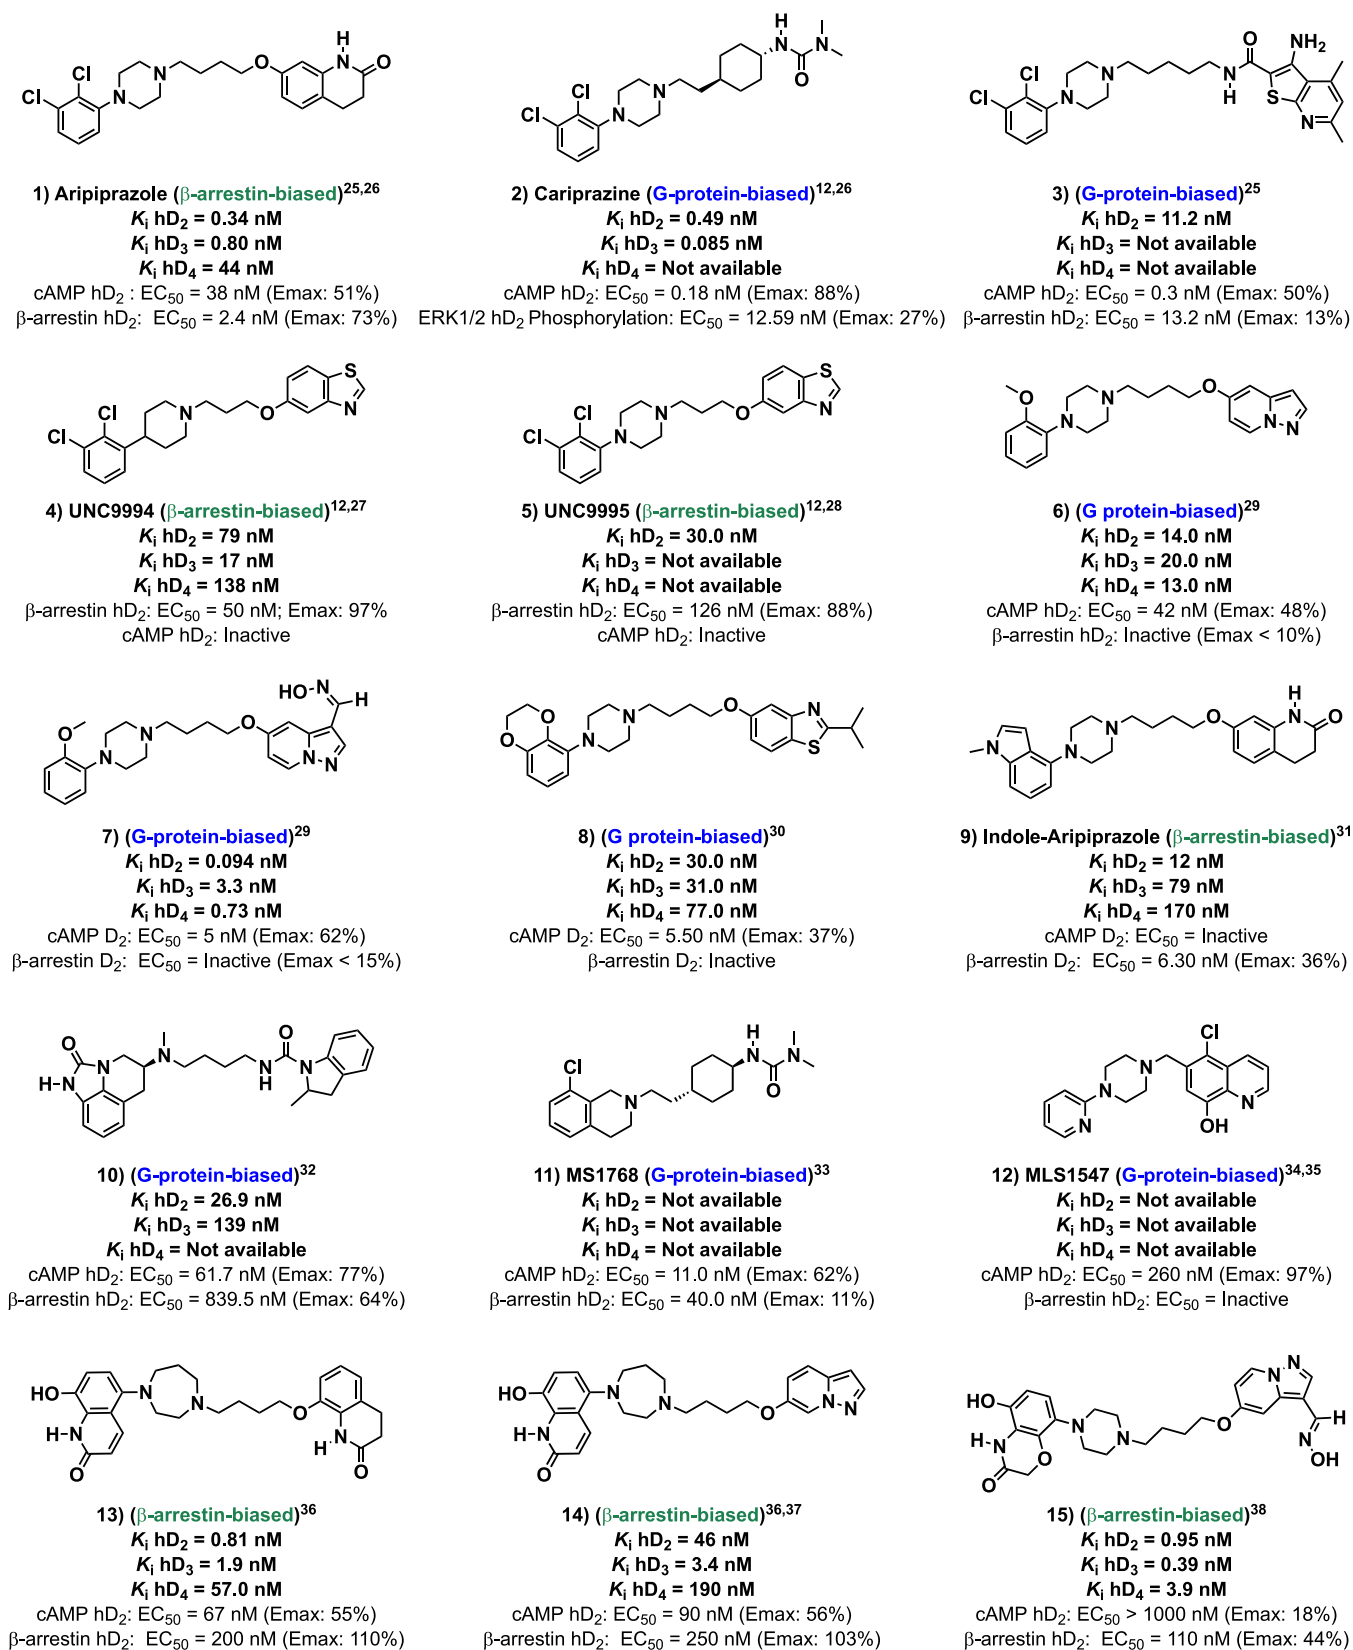 1) Aripiprazole (β-arrestin-biased)25,26
Ki hD2 = 0.34 nM
Ki hD3 = 0.80 nM
Ki hD4 = 44 nM
cAMP hD2 : EC50 = 38 nM (Emax: 51%)
β-arrestin hD2: EC50 = 2.4 nM (Emax: 73%)
2) Cariprazine (G-protein-biased)12,26
Ki hD2 = 0.49 nM
Ki hD3 = 0.085 nM
Ki hD4 = Not available
cAMP hD2: EC50 = 0.18 nM (Emax: 88%)
ERK1/2 hD2 Phosphorylation: EC50 = 12.59 nM (Emax: 27%)
3) (G-protein-biased)25
Ki hD2 = 11.2 nM
Ki hD3 = Not available
Ki hD4 = Not available
cAMP hD2: EC50 = 0.3 nM (Emax: 50%)
β-arrestin hD2: EC50 = 13.2 nM (Emax: 13%)
4) UNC9994 (β-arrestin-biased)12,27
Ki hD2 = 79 nM
Ki hD3 = 17 nM
Ki hD4 = 138 nM
β-arrestin hD2: EC50 = 50 nM; Emax: 97%
cAMP hD2: Inactive
5) UNC9995 (β-arrestin-biased)12,28
Ki hD2 = 30.0 nM
Ki hD3 = Not available
Ki hD4 = Not available
β-arrestin hD2: EC50 = 126 nM (Emax: 88%)
cAMP hD2: Inactive
6) (G protein-biased)29
Ki hD2 = 14.0 nM
Ki hD3 = 20.0 nM
Ki hD4 = 13.0 nM
cAMP hD2: EC50 = 42 nM (Emax: 48%)
β-arrestin hD2: Inactive (Emax < 10%)
7) (G-protein-biased)29
Ki hD2 = 0.094 nM
Ki hD3 = 3.3 nM
Ki hD4 = 0.73 nM
cAMP D2: EC50 = 5 nM (Emax: 62%)
β-arrestin D2: EC50 = Inactive (Emax < 15%)
8) (G protein-biased)30
Ki hD2 = 30.0 nM
Ki hD3 = 31.0 nM
Ki hD4 = 77.0 nM
cAMP D2: EC50 = 5.50 nM (Emax: 37%)
β-arrestin D2: Inactive
9) Indole-Aripiprazole (β-arrestin-biased)31
Ki hD2 = 12 nM
Ki hD3 = 79 nM
Ki hD4 = 170 nM
cAMP D2: EC50 = Inactive
β-arrestin D2: EC50 = 6.30 nM (Emax: 36%)
10) (G-protein-biased)32
Ki hD2 = 26.9 nM
Ki hD3 = 139 nM
Ki hD4 = Not available
cAMP hD2: EC50 = 61.7 nM (Emax: 77%)
β-arrestin hD2: EC50 = 839.5 nM (Emax: 64%)
11) MS1768 (G-protein-biased)33
Ki hD2 = Not available
Ki hD3 = Not available
Ki hD4 = Not available
cAMP hD2: EC50 = 11.0 nM (Emax: 62%)
β-arrestin hD2: EC50 = 40.0 nM (Emax: 11%)
12) MLS1547 (G-protein-biased)34,35
Ki hD2 = Not available
Ki hD3 = Not available
Ki hD4 = Not available
cAMP hD2: EC50 = 260 nM (Emax: 97%)
β-arrestin hD2: EC50 = Inactive
13) (β-arrestin-biased)36
Ki hD2 = 0.81 nM
Ki hD3 = 1.9 nM
Ki hD4 = 57.0 nM
cAMP hD2: EC50 = 67 nM (Emax: 55%)
β-arrestin hD2: EC50 = 200 nM (Emax: 110%)
14) (β-arrestin-biased)36,37
Ki hD2 = 46 nM
Ki hD3 = 3.4 nM
Ki hD4 = 190 nM
cAMP hD2: EC50 = 90 nM (Emax: 56%)
β-arrestin hD2: EC50 = 250 nM (Emax: 103%)
15) (β-arrestin-biased)38
Ki hD2 = 0.95 nM
Ki hD3 = 0.39 nM
Ki hD4 = 3.9 nM
cAMP hD2: EC50 > 1000 nM (Emax: 18%)
β-arrestin hD2: EC50 = 110 nM (Emax: 44%)